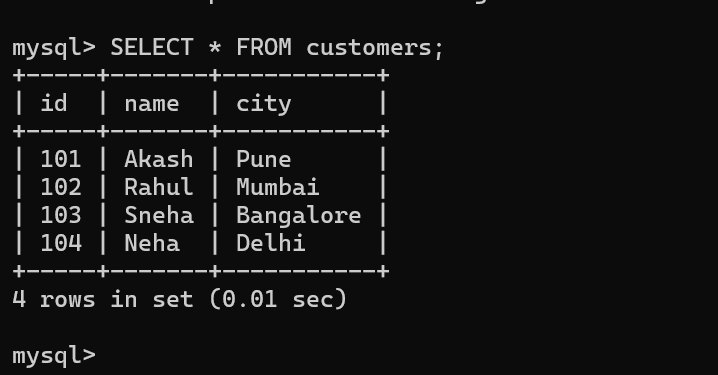 mysql> SELECT * FROM customers;
+-----+-------+-----------+
| id  | name  | city      |
+-----+-------+-----------+
| 101 | Akash | Pune      |
| 102 | Rahul | Mumbai    |
| 103 | Sneha | Bangalore |
| 104 | Neha  | Delhi     |
+-----+-------+-----------+
4 rows in set (0.01 sec)
mysql>